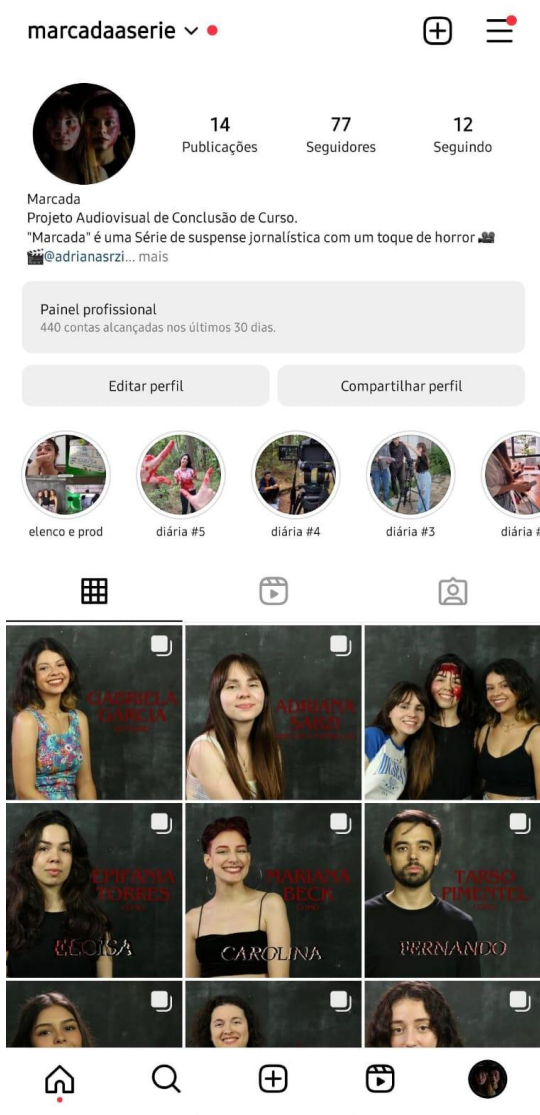 marcadaaserie
14 77 12
Publicações Seguidores Seguindo
Marcada
Projeto Audiovisual de Conclusão de Curso.
"Marcada" é uma Série de suspense jornalística com um toque de horror
@adrianasrzi... mais
Painel profissional
440 contas alcançadas nos últimos 30 dias.
Editar perfil Compartilhar perfil
elenco e prod diária #5 diária #4 diária #3 diária #
GABRIELA
GARCIA
ADRIANA
SARZI
EPIFÂNIA
TORRES
ELOISA
MARIANA
BECK
CAROLINA
TARSO
PIMENTEL
FERNANDO